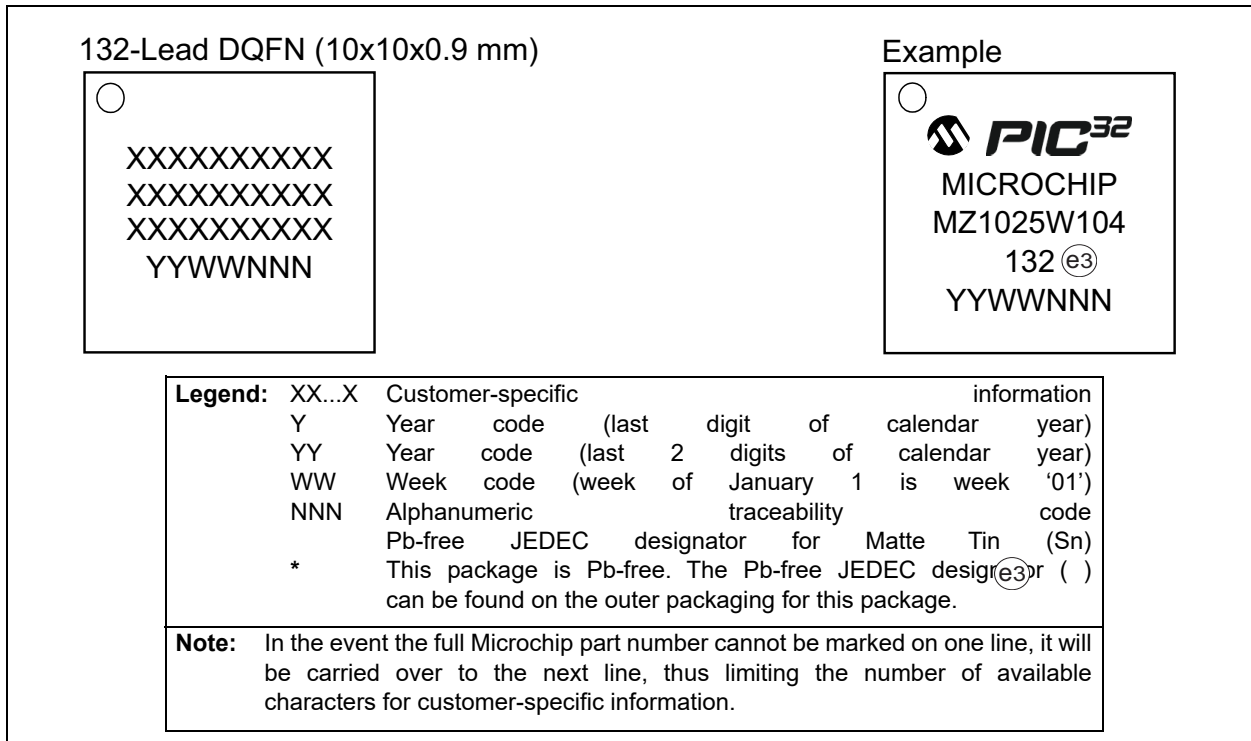 132-Lead DQFN (10x10x0.9 mm)
XXXXXXXXXX
XXXXXXXXXX
XXXXXXXXXX
YYWWNNN
Example
PIC32
MICROCHIP
MZ1025W104
132 e3
YYWWNNN
Legend: XX...X Customer-specific information
Y Year code (last digit of calendar year)
YY Year code (last 2 digits of calendar year)
WW Week code (week of January 1 is week ‘01’)
NNN Alphanumeric traceability code
Pb-free JEDEC designator for Matte Tin (Sn)
* This package is Pb-free. The Pb-free JEDEC designator ( e3 )
can be found on the outer packaging for this package.
Note: In the event the full Microchip part number cannot be marked on one line, it will
be carried over to the next line, thus limiting the number of available
characters for customer-specific information.